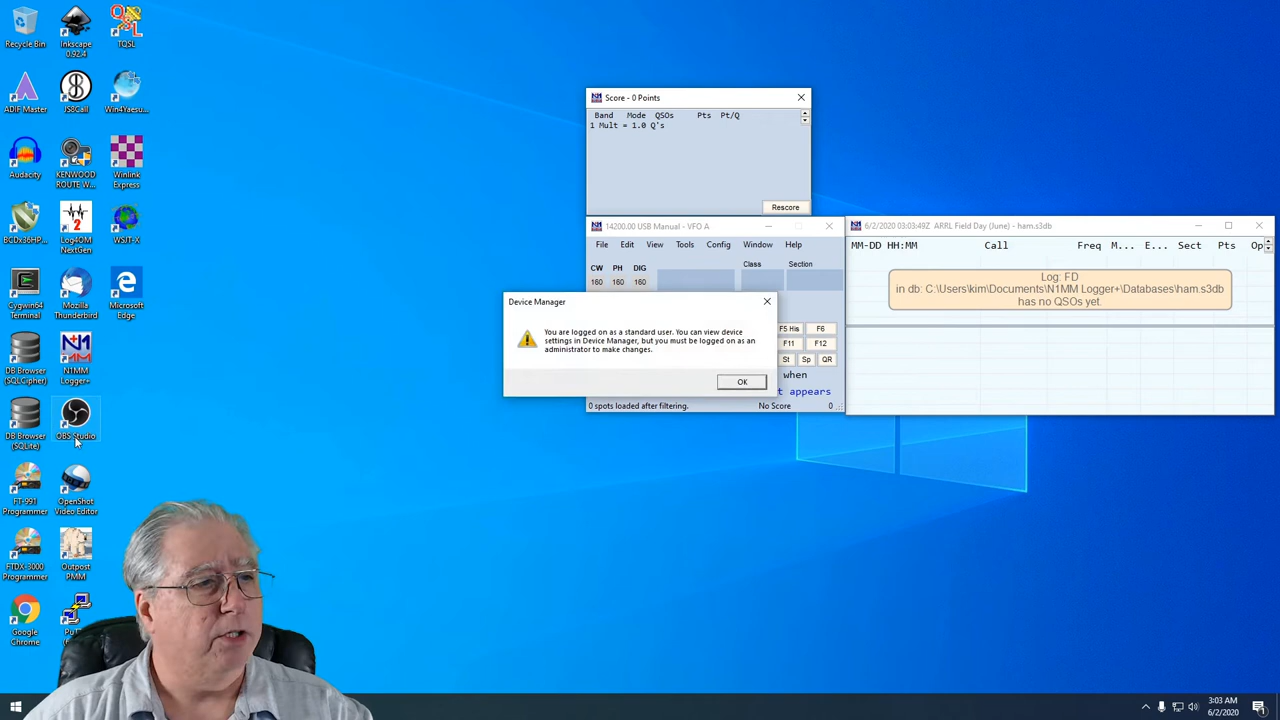 Recycle Bin
Inkscape
0.92.4
TQSL
ADIF Master
JS8Call
Win4Yaesu...
Audacity
KENWOOD
ROUTE W...
Winlink
Express
BCDx36HP...
Log4OM
NextGen
WSJT-X
Cygwin64
Terminal
Mozilla
Thunderbird
Microsoft
Edge
DB Browser
(SQLCipher)
N1MM
Logger+
DB Browser
(SQLite)
OBS Studio
FT-991
Programmer
OpenShot
Video Editor
FTDX-3000
Programmer
Outpost
PMM
Google
Chrome
Score - 0 Points
Band Mode QSOs Pts Pt/Q
1 Mult = 1.0 Q's
Rescore
14200.00 USB Manual - VFO A
File Edit View Tools Config Window Help
Class Section
CW PH DIG
160 160 160
F5 His F6
F11 F12
St Sp QR
when
t appears
0 spots loaded after filtering. No Score 0
Device Manager
You are logged on as a standard user. You can view device
settings in Device Manager, but you must be logged on as an
administrator to make changes.
OK
6/2/2020 03:03:49Z ARRL Field Day (June) - ham.s3db
MM-DD HH:MM Call Freq M... E... Sect Pts Op
Log: FD
in db: C:\Users\kim\Documents\N1MM Logger+\Databases\ham.s3db
has no QSOs yet.
3:03 AM
6/2/2020